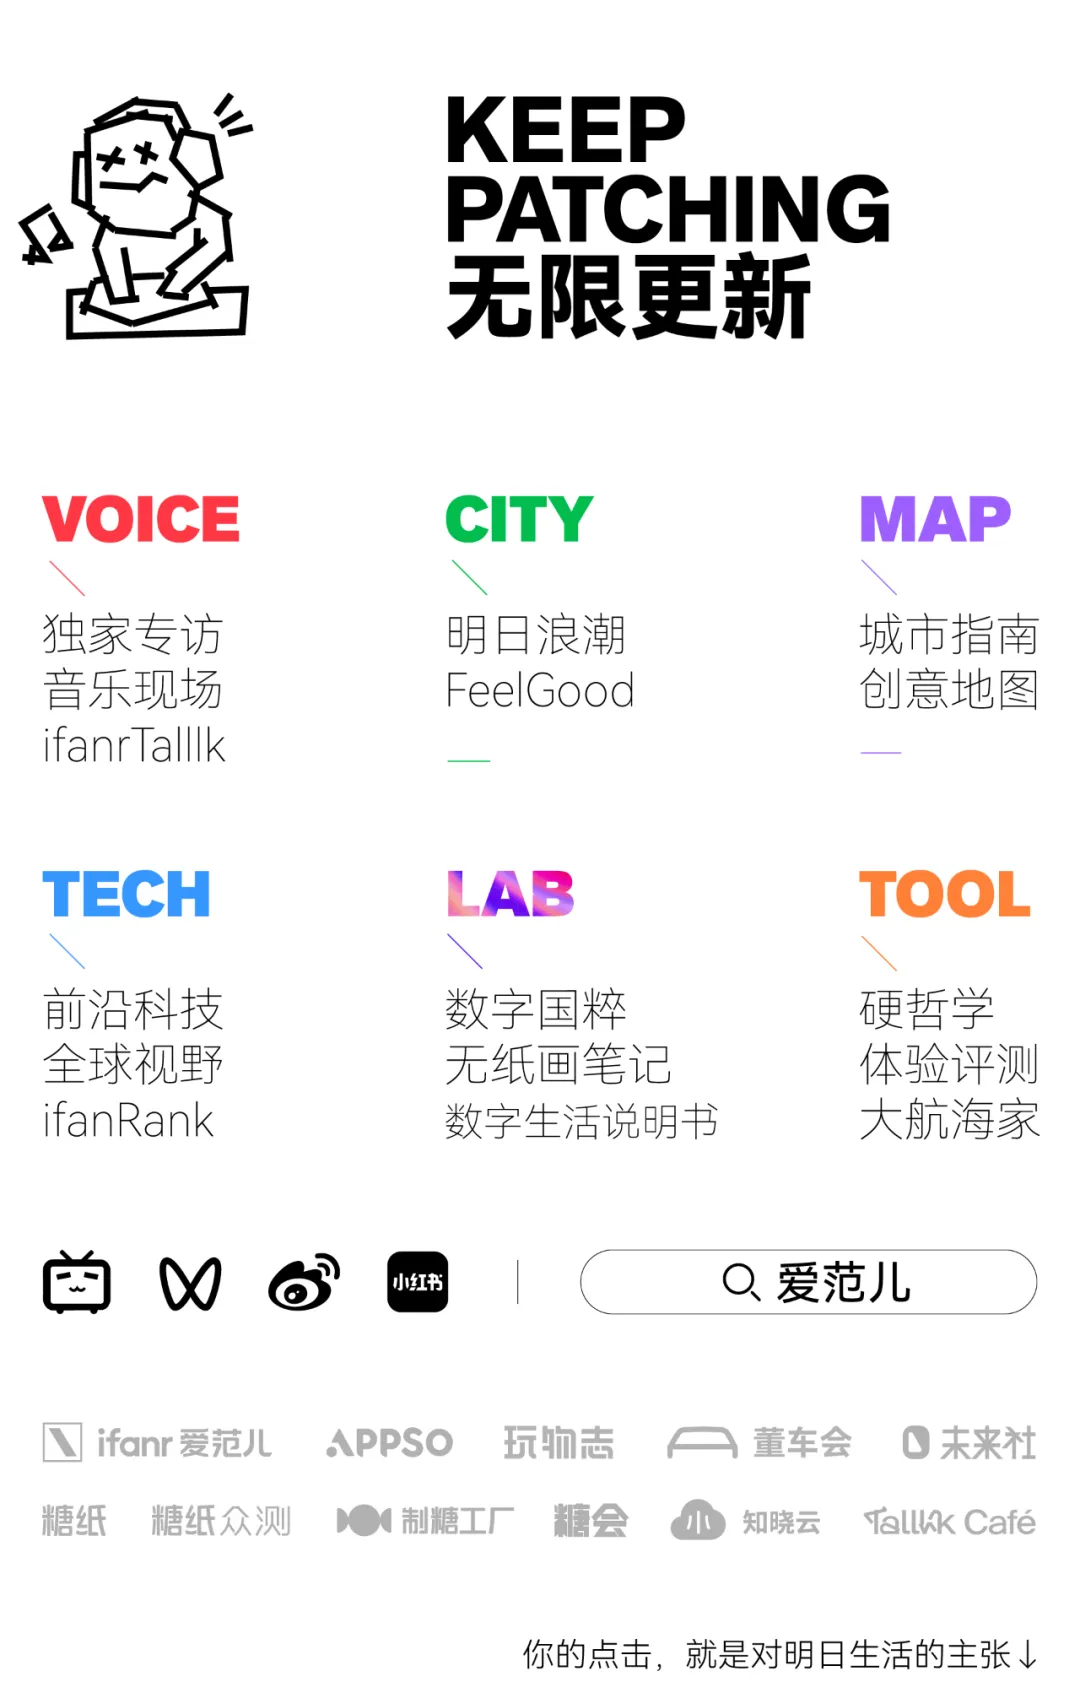 KEEP
PATCHING
无限更新
VOICE
独家专访
音乐现场
ifanrTalllk
CITY
明日浪潮
FeelGood
MAP
城市指南
创意地图
TECH
前沿科技
全球视野
ifanRank
LAB
数字国粹
无纸画笔记
数字生活说明书
TOOL
硬哲学
体验评测
大航海家
小红书
爱范儿
ifanr 爱范儿
APPSO
玩物志
董车会
未来社
糖纸
糖纸众测
制糖工厂
糖会
小
知晓云
Talllkk Café
你的点击，就是对明日生活的主张↓